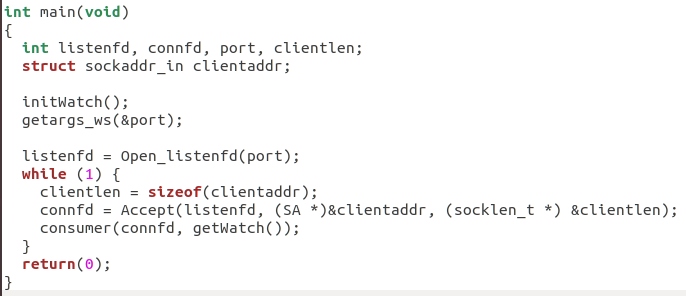 int main(void)
{
  int listenfd, connfd, port, clientlen;
  struct sockaddr_in clientaddr;

  initWatch();
  getargs_ws(&port);

  listenfd = Open_listenfd(port);
  while (1) {
    clientlen = sizeof(clientaddr);
    connfd = Accept(listenfd, (SA *)&clientaddr, (socklen_t *) &clientlen);
    consumer(connfd, getWatch());
  }
  return(0);
}